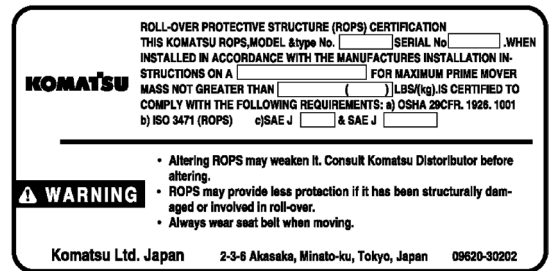 ROLL-OVER PROTECTIVE STRUCTURE (ROPS) CERTIFICATION
THIS KOMATSU ROPS,MODEL &type No. SERIAL No .WHEN
INSTALLED IN ACCORDANCE WITH THE MANUFACTURES INSTALLATION IN-
STRUCTIONS ON A FOR MAXIMUM PRIME MOVER
KOMATSU
MASS NOT GREATER THAN ( ) LBS/(kg).IS CERTIFIED TO
COMPLY WITH THE FOLLOWING REQUIREMENTS: a) OSHA 29CFR. 1926. 1001
b) ISO 3471 (ROPS) c)SAE J & SAE J
• Altering ROPS may weaken it. Consult Komatsu Distoributor before
altering.
WARNING
• ROPS may provide less protection if it has been structurally dam-
aged or involved in roll-over.
• Always wear seat belt when moving.
Komatsu Ltd. Japan 2-3-6 Akasaka, Minato-ku, Tokyo, Japan 09620-30202